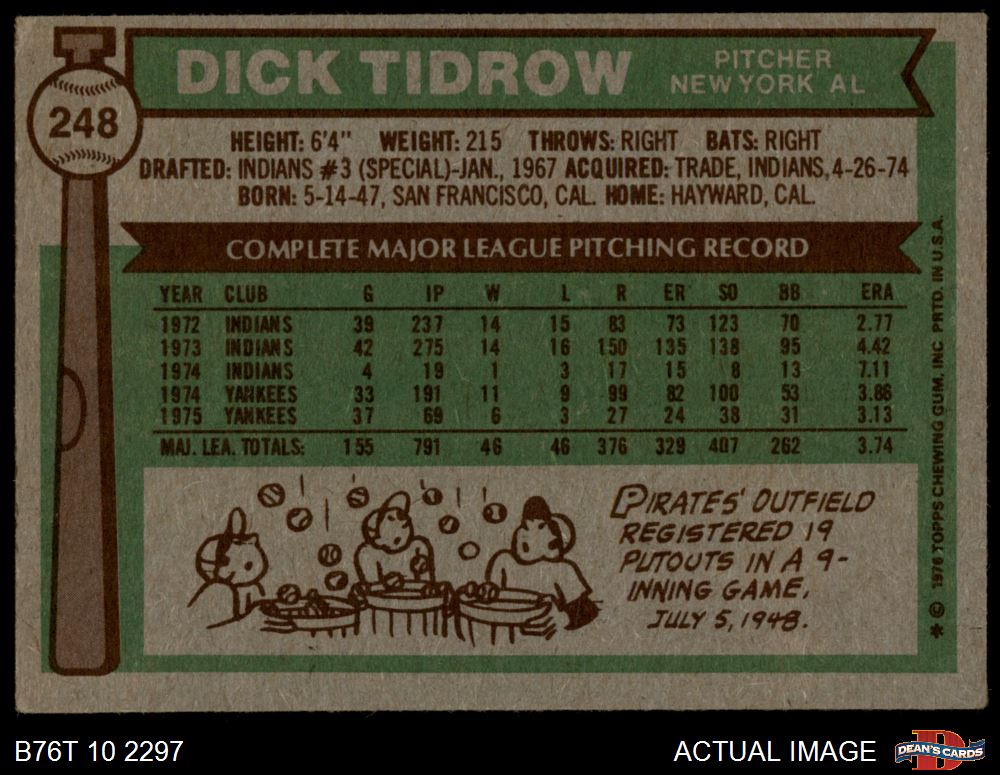 248
DICK TIDROW
PITCHER
NEW YORK AL
HEIGHT: 6'4" WEIGHT: 215 THROWS: RIGHT BATS: RIGHT
DRAFTED: INDIANS #3 (SPECIAL)-JAN., 1967 ACQUIRED: TRADE, INDIANS, 4-26-74
BORN: 5-14-47, SAN FRANCISCO, CAL. HOME: HAYWARD, CAL.
COMPLETE MAJOR LEAGUE PITCHING RECORD
YEAR CLUB G IP W L R ER SO BB ERA
1972 INDIANS 39 237 14 15 83 73 123 70 2.77
1973 INDIANS 42 275 14 16 150 135 138 95 4.42
1974 INDIANS 4 19 1 3 17 15 8 13 7.11
1974 YANKEES 33 191 11 9 99 82 100 53 3.86
1975 YANKEES 37 69 6 3 27 24 38 31 3.13
MAJ. LEA. TOTALS: 155 791 46 46 376 329 407 262 3.74
PIRATES' OUTFIELD
REGISTERED 19
PUTOUTS IN A 9-
INNING GAME,
JULY 5, 1948.
* © 1976 TOPPS CHEWING GUM, INC PRTD. IN U.S.A.
B76T 10 2297
ACTUAL IMAGE
D
DEAN'S CARDS